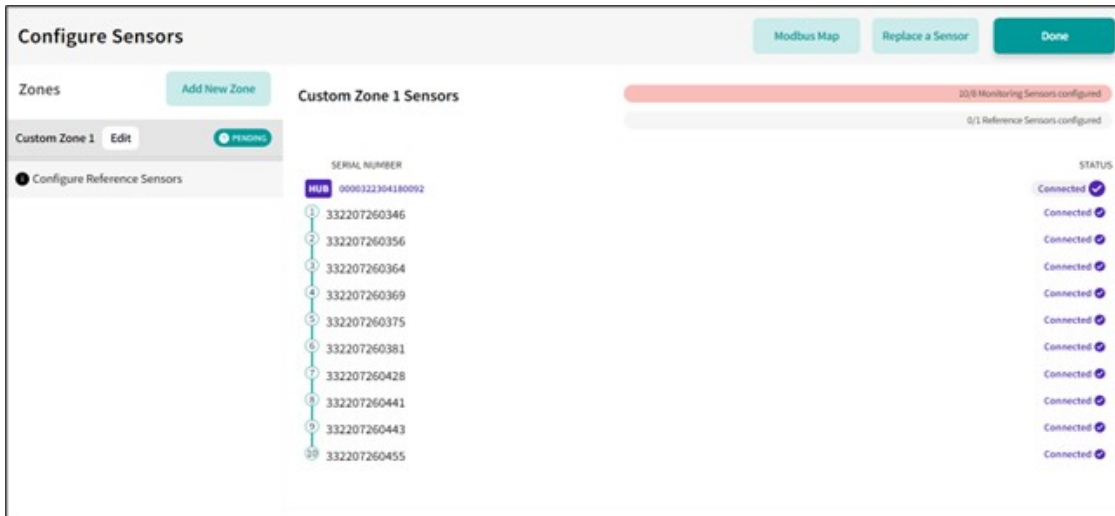 Configure Sensors
Modbus Map
Replace a Sensor
Done
Zones
Add New Zone
Custom Zone 1 Sensors
10/8 Monitoring Sensors configured
0/1 Reference Sensors configured
Custom Zone 1
Edit
PENDING
Configure Reference Sensors
SERIAL NUMBER
STATUS
HUB 0000322304180092 Connected
1 332207260346 Connected
2 332207260356 Connected
3 332207260364 Connected
4 332207260369 Connected
5 332207260375 Connected
6 332207260381 Connected
7 332207260428 Connected
8 332207260441 Connected
9 332207260443 Connected
10 332207260455 Connected